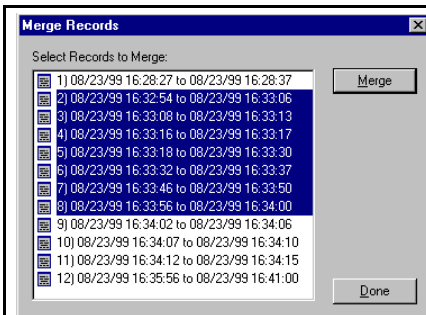 Merge Records
Select Records to Merge:
1) 08/23/99 16:28:27 to 08/23/99 16:28:37
2) 08/23/99 16:32:54 to 08/23/99 16:33:06
3) 08/23/99 16:33:08 to 08/23/99 16:33:13
4) 08/23/99 16:33:16 to 08/23/99 16:33:17
5) 08/23/99 16:33:18 to 08/23/99 16:33:30
6) 08/23/99 16:33:32 to 08/23/99 16:33:37
7) 08/23/99 16:33:46 to 08/23/99 16:33:50
8) 08/23/99 16:33:56 to 08/23/99 16:34:00
9) 08/23/99 16:34:02 to 08/23/99 16:34:06
10) 08/23/99 16:34:07 to 08/23/99 16:34:10
11) 08/23/99 16:34:12 to 08/23/99 16:34:15
12) 08/23/99 16:35:56 to 08/23/99 16:41:00
Merge
Done